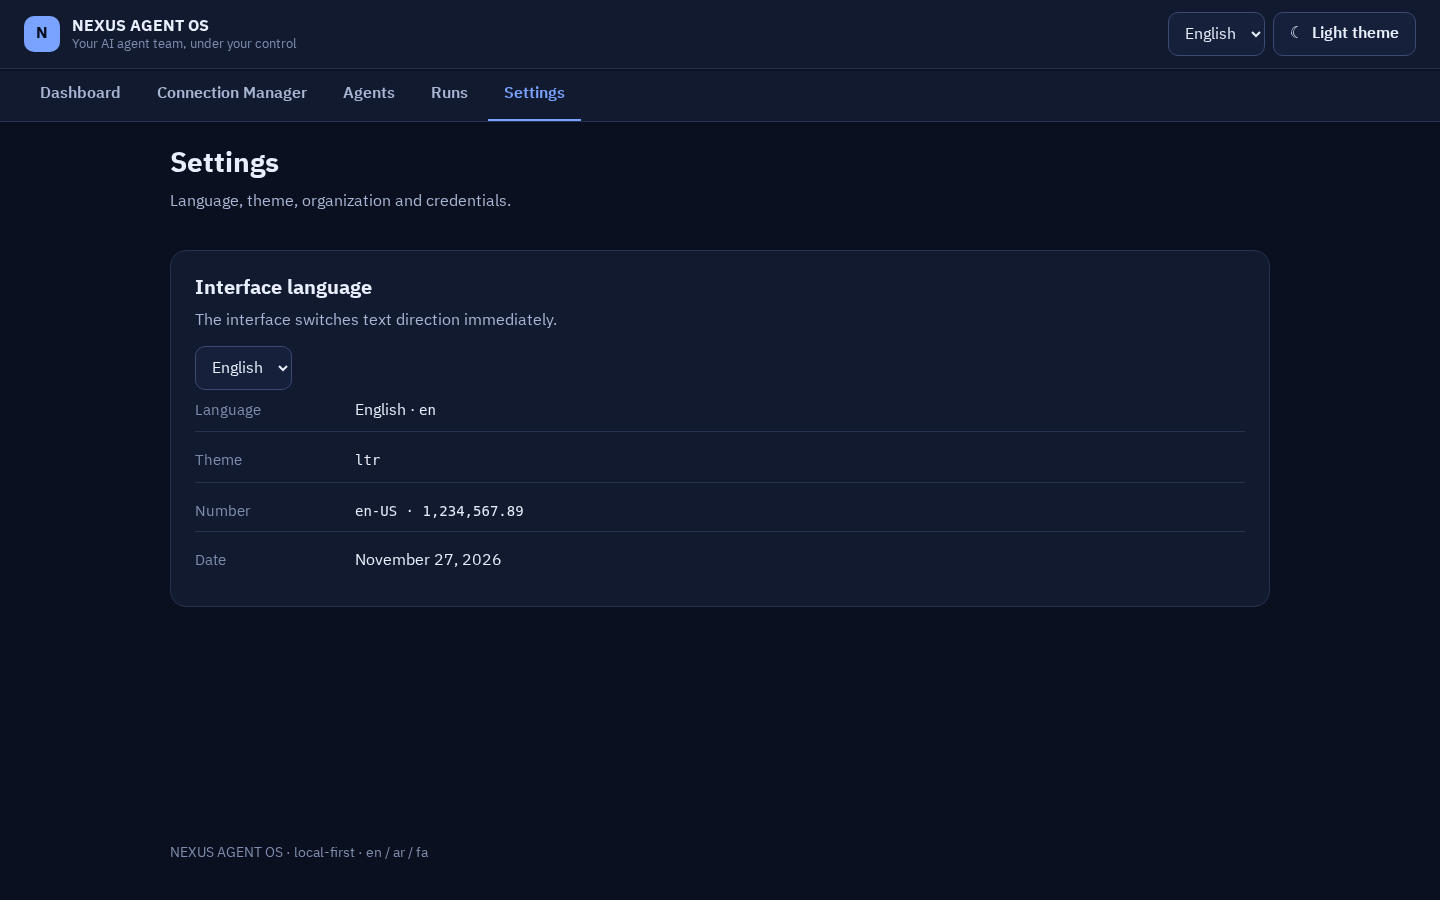 N
NEXUS AGENT OS
Your AI agent team, under your control
English
☾ Light theme
Dashboard
Connection Manager
Agents
Runs
Settings
Settings
Language, theme, organization and credentials.
Interface language
The interface switches text direction immediately.
English
Language English · en
Theme ltr
Number en-US · 1,234,567.89
Date November 27, 2026
NEXUS AGENT OS · local-first · en / ar / fa